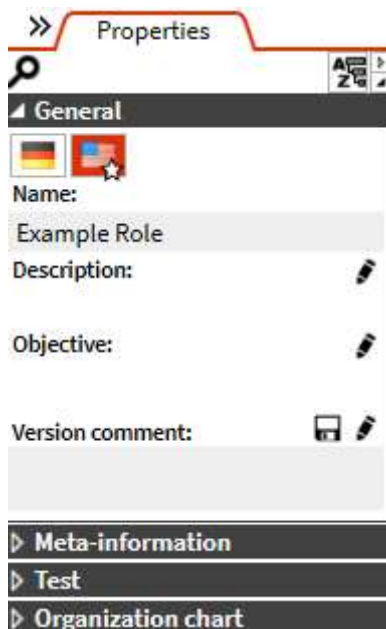 Properties
A
Z
General
Name:
Example Role
Description:
Objective:
Version comment:
Meta-information
Test
Organization chart